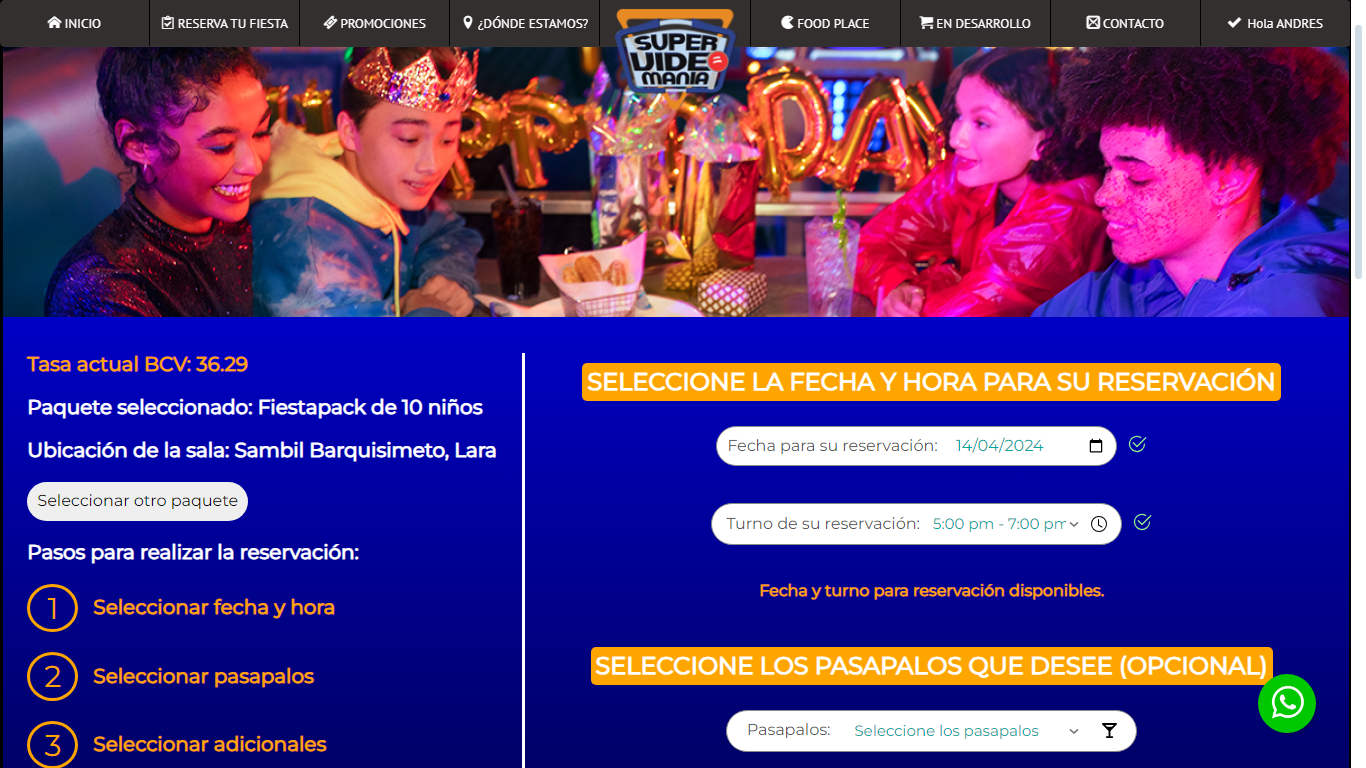 INICIO
RESERVA TU FIESTA
PROMOCIONES
¿DÓNDE ESTAMOS?
SUPER
VIDE
MANIA
FOOD PLACE
EN DESARROLLO
CONTACTO
Hola ANDRES
Tasa actual BCV: 36.29
Paquete seleccionado: Fiestapack de 10 niños
Ubicación de la sala: Sambil Barquisimeto, Lara
Seleccionar otro paquete
Pasos para realizar la reservación:
1 Seleccionar fecha y hora
2 Seleccionar pasapalos
3 Seleccionar adicionales
SELECCIONE LA FECHA Y HORA PARA SU RESERVACIÓN
Fecha para su reservación: 14/04/2024
Turno de su reservación: 5:00 pm - 7:00 pm
Fecha y turno para reservación disponibles.
SELECCIONE LOS PASAPALOS QUE DESEE (OPCIONAL)
Pasapalos: Seleccione los pasapalos